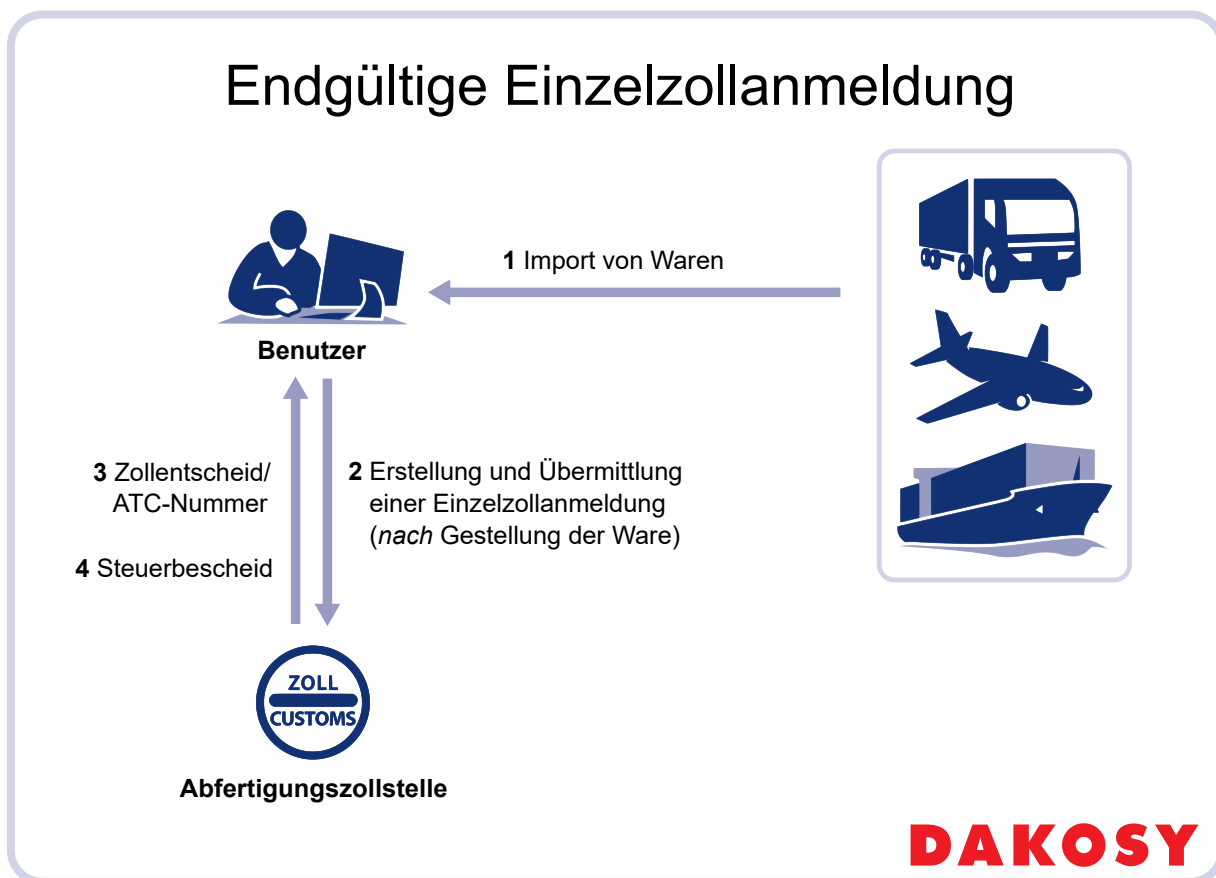 Endgültige Einzelzollanmeldung
1 Import von Waren
Benutzer
3 Zollentscheid/
ATC-Nummer
2 Erstellung und Übermittlung
einer Einzelzollanmeldung
(nach Gestellung der Ware)
4 Steuerbescheid
ZOLL
CUSTOMS
Abfertigungszollstelle
DAKOSY